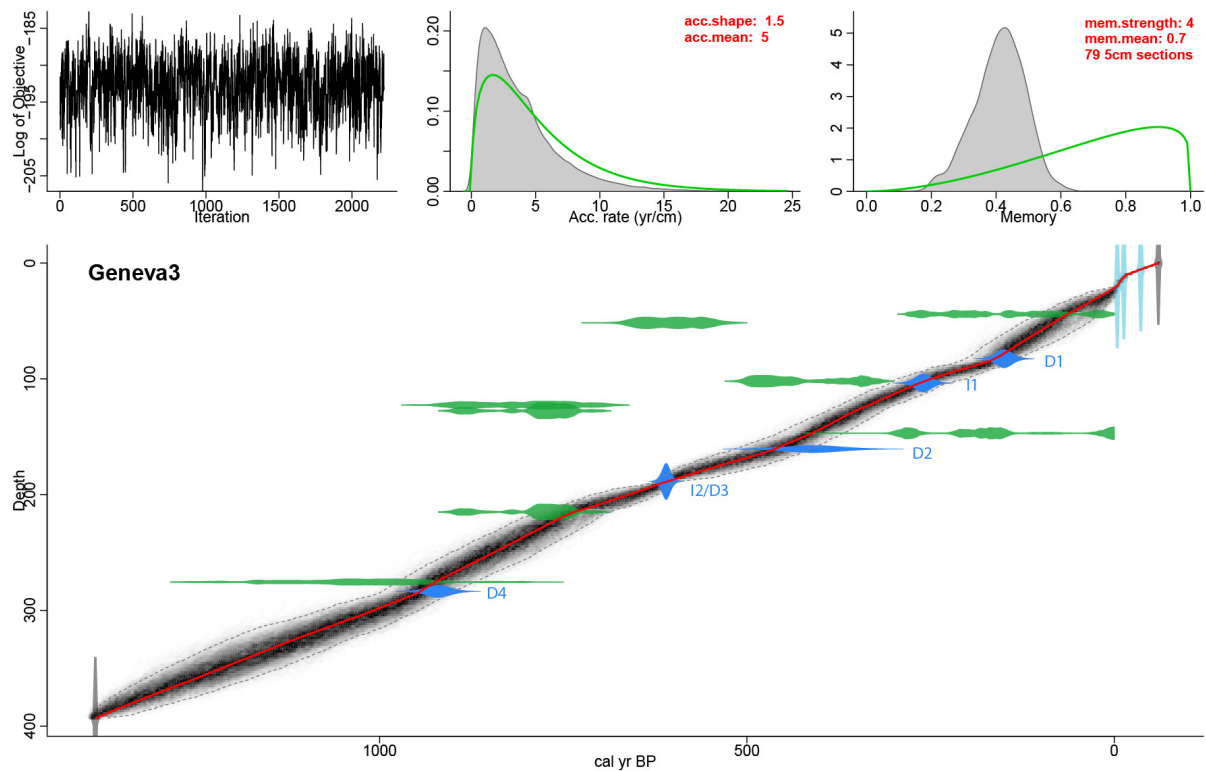 Log of Objective
-205
-195
-185
0
500
1000
1500
2000
Iteration
0.00
0.10
0.20
acc.shape: 1.5
acc.mean: 5
0
5
10
15
20
25
Acc. rate (yr/cm)
0
1
2
3
4
5
mem.strength: 4
mem.mean: 0.7
79 5cm sections
0.0
0.2
0.4
0.6
0.8
1.0
Memory
Geneva3
Depth
0
100
200
300
400
D1
I1
D2
I2/D3
D4
1000
500
0
cal yr BP